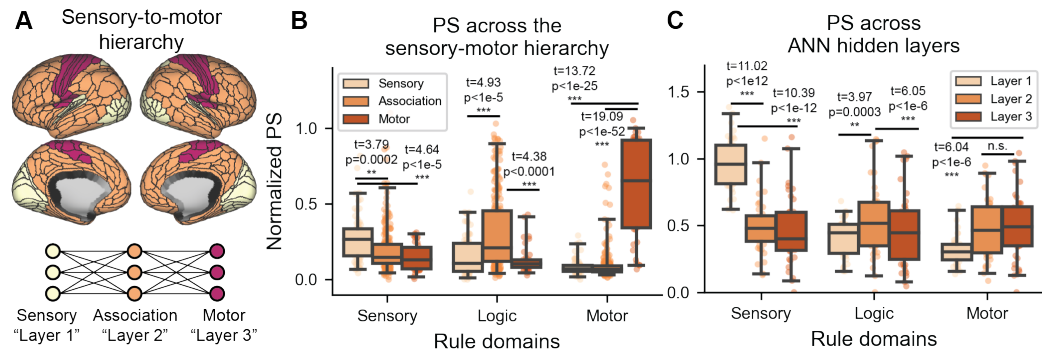 A
Sensory-to-motor
hierarchy
Sensory
“Layer 1”
Association
“Layer 2”
Motor
“Layer 3”
B
PS across the
sensory-motor hierarchy
Normalized PS
1.0
0.5
0.0
Sensory
Association
Motor
t=3.79
p=0.0002
**
t=4.64
p<1e-5
***
t=4.93
p<1e-5
***
t=4.38
p<0.0001
***
t=13.72
p<1e-25
***
t=19.09
p<1e-52
***
Sensory
Logic
Motor
Rule domains
C
PS across
ANN hidden layers
1.5
1.0
0.5
0.0
Layer 1
Layer 2
Layer 3
t=11.02
p<1e12
***
t=10.39
p<1e-12
***
t=3.97
p=0.0003
**
t=6.05
p<1e-6
***
t=6.04
p<1e-6
***
n.s.
Sensory
Logic
Motor
Rule domains